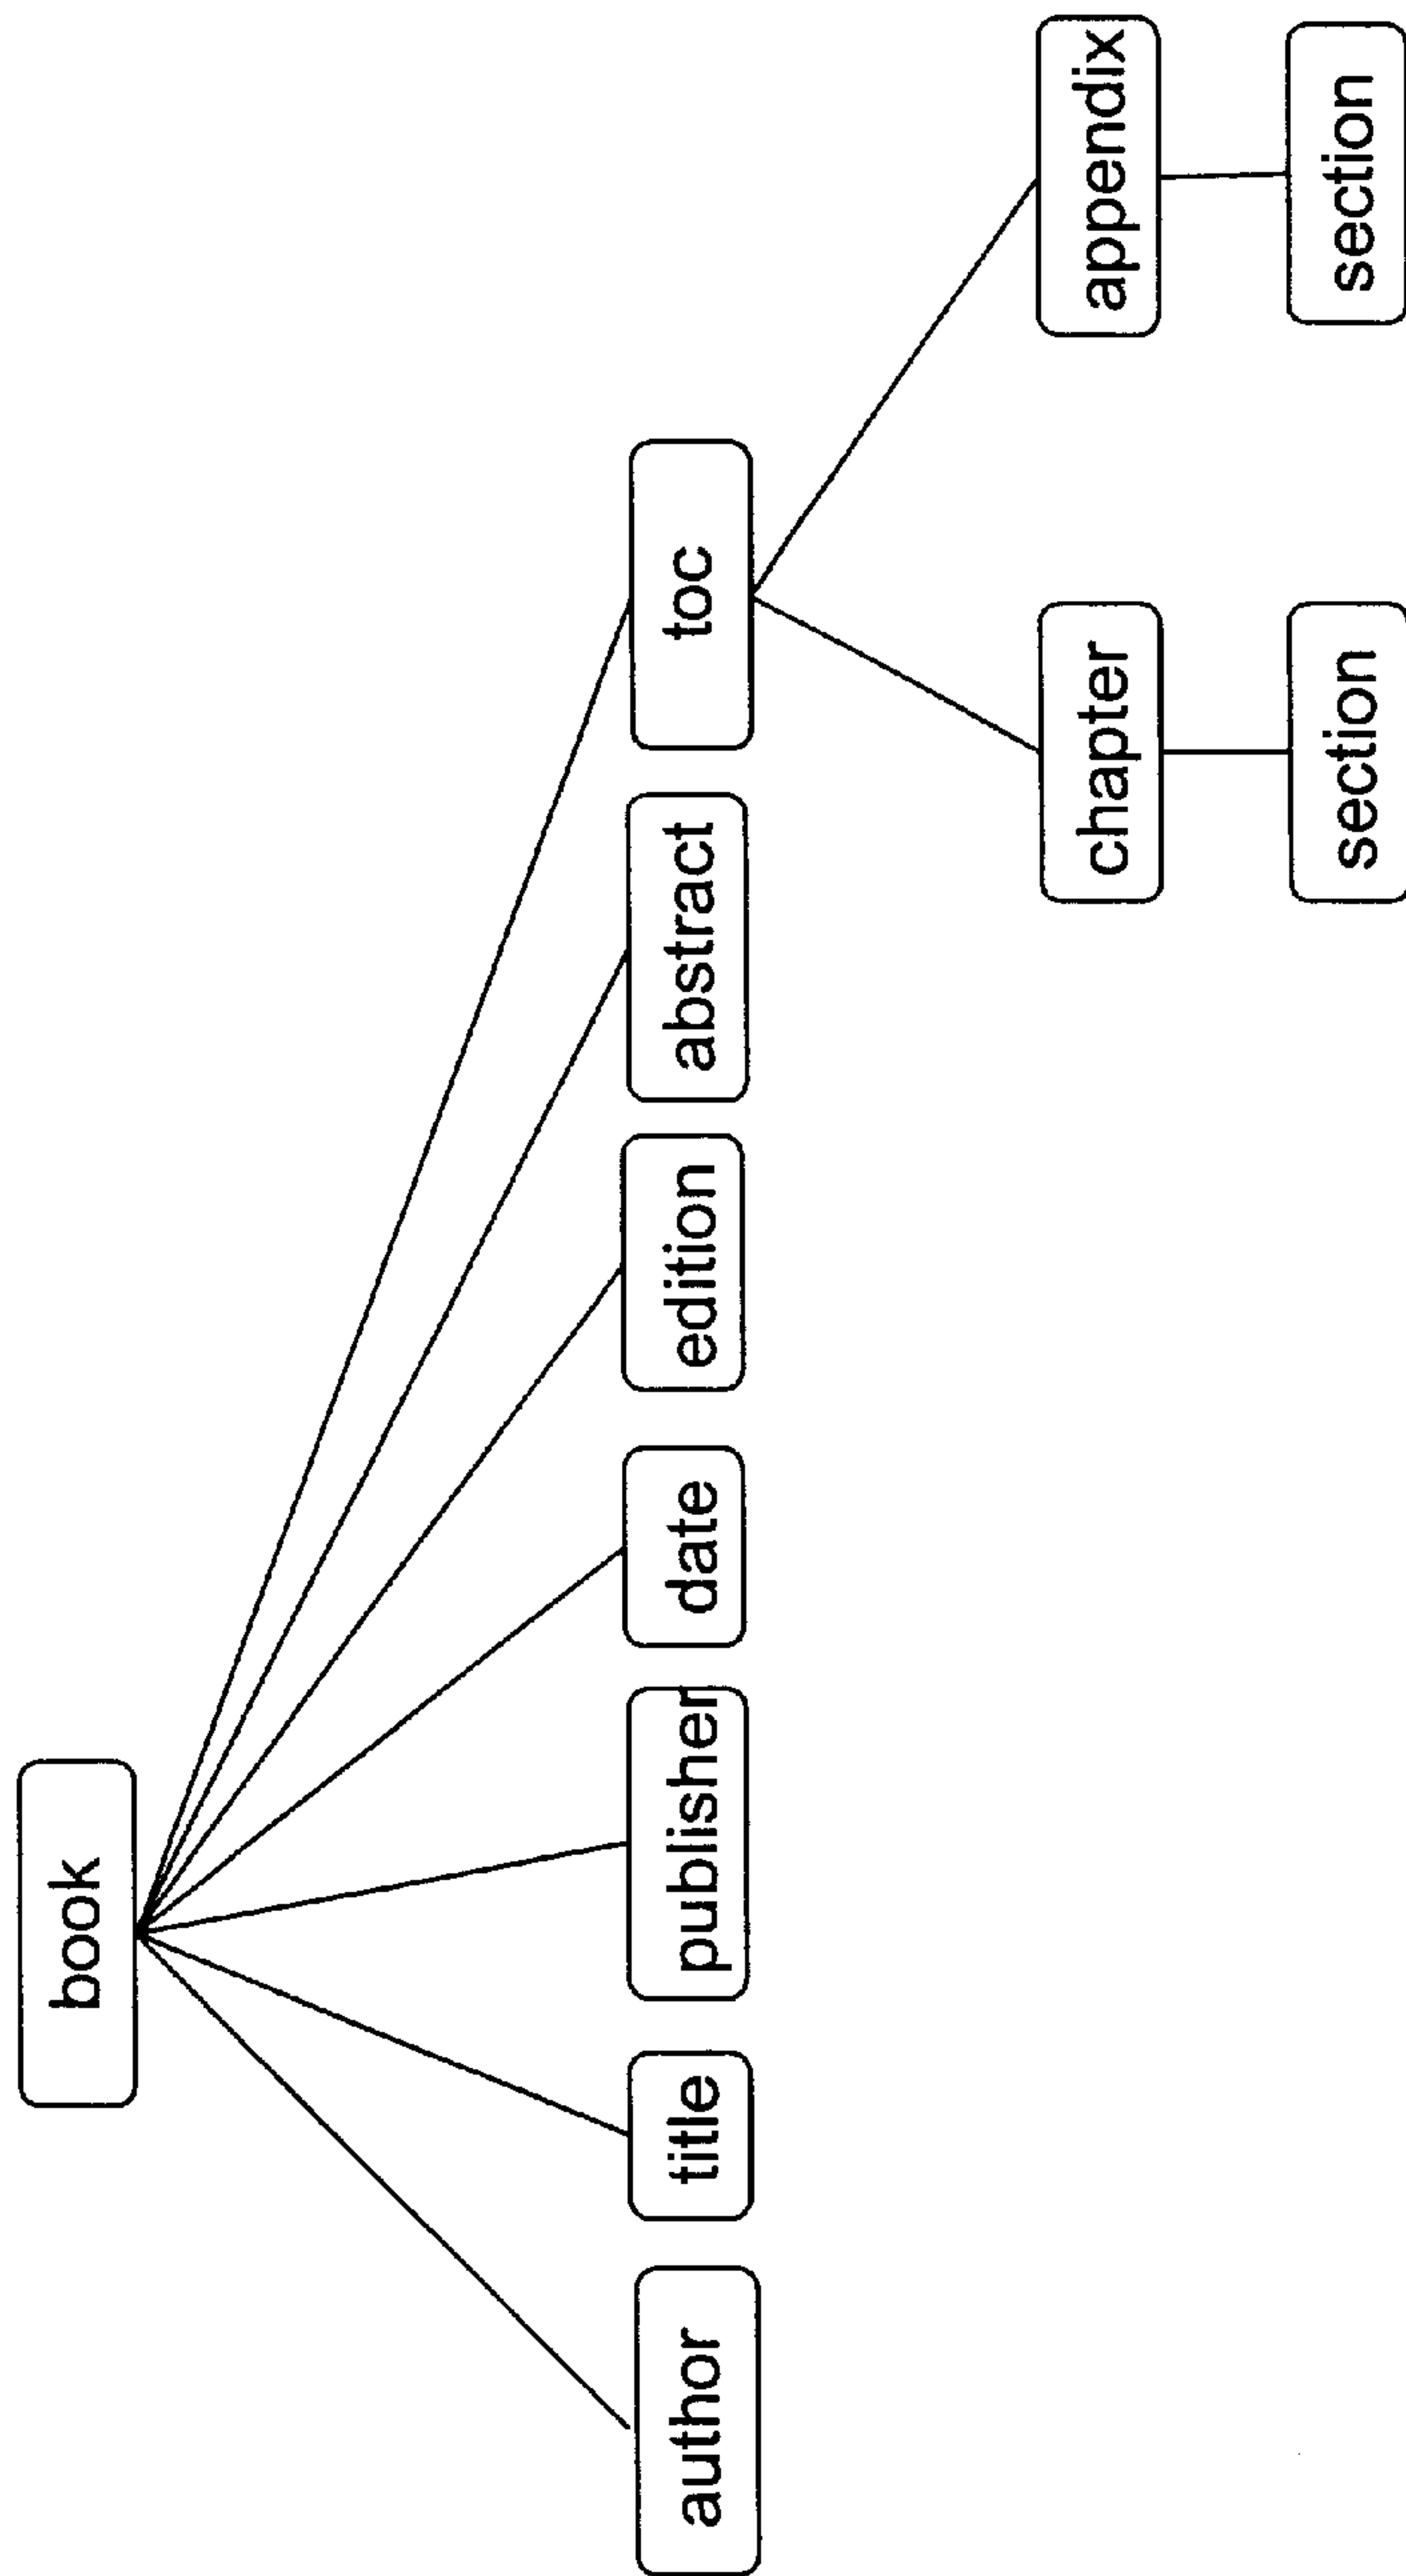 book
author
title
publisher
date
edition
abstract
toc
chapter
appendix
section
section